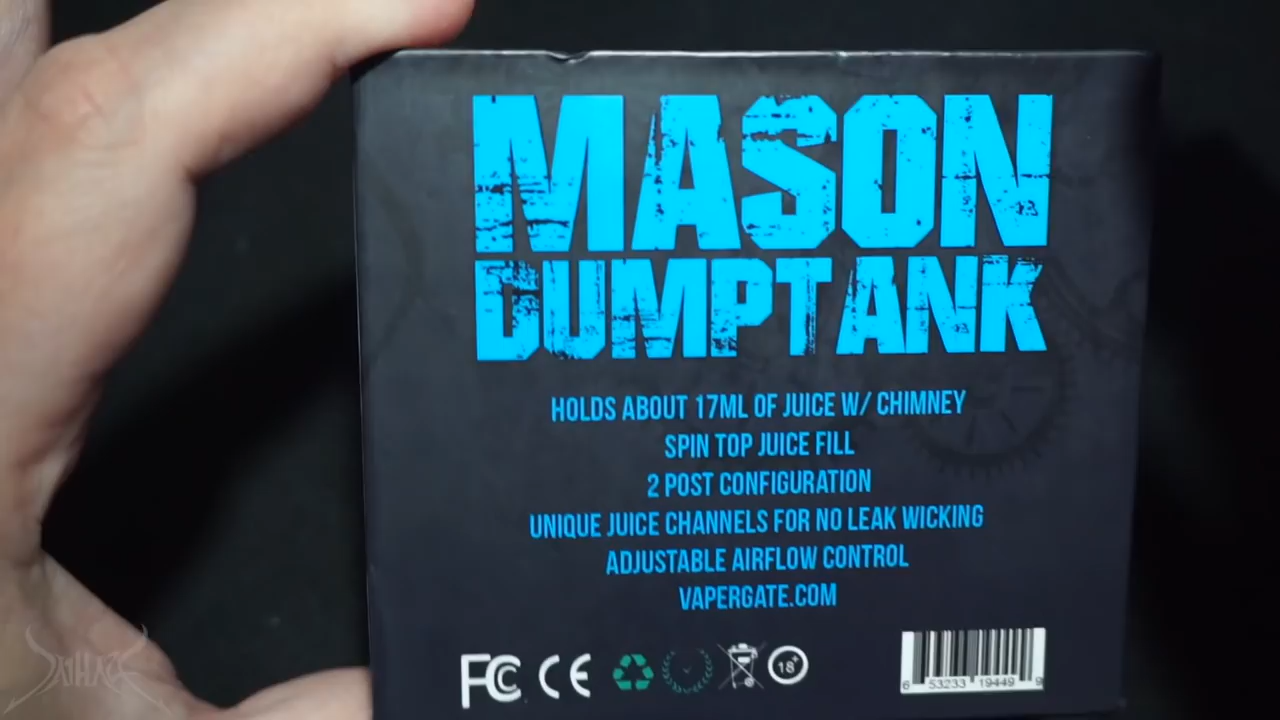 MASON
DUMPTANK
HOLDS ABOUT 17ML OF JUICE W/ CHIMNEY
SPIN TOP JUICE FILL
2 POST CONFIGURATION
UNIQUE JUICE CHANNELS FOR NO LEAK WICKING
ADJUSTABLE AIRFLOW CONTROL
VAPERGATE.COM
FC CE 18+
6 53233 19449 9